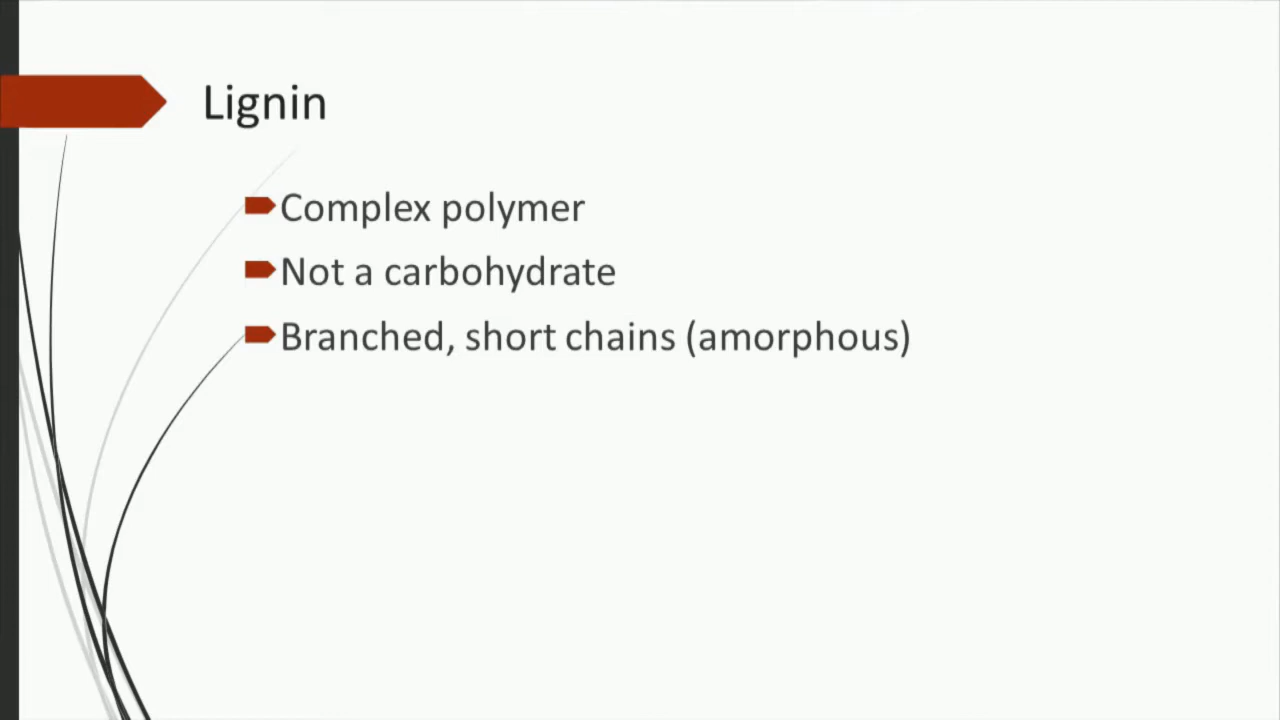 Lignin
Complex polymer
Not a carbohydrate
Branched, short chains (amorphous)